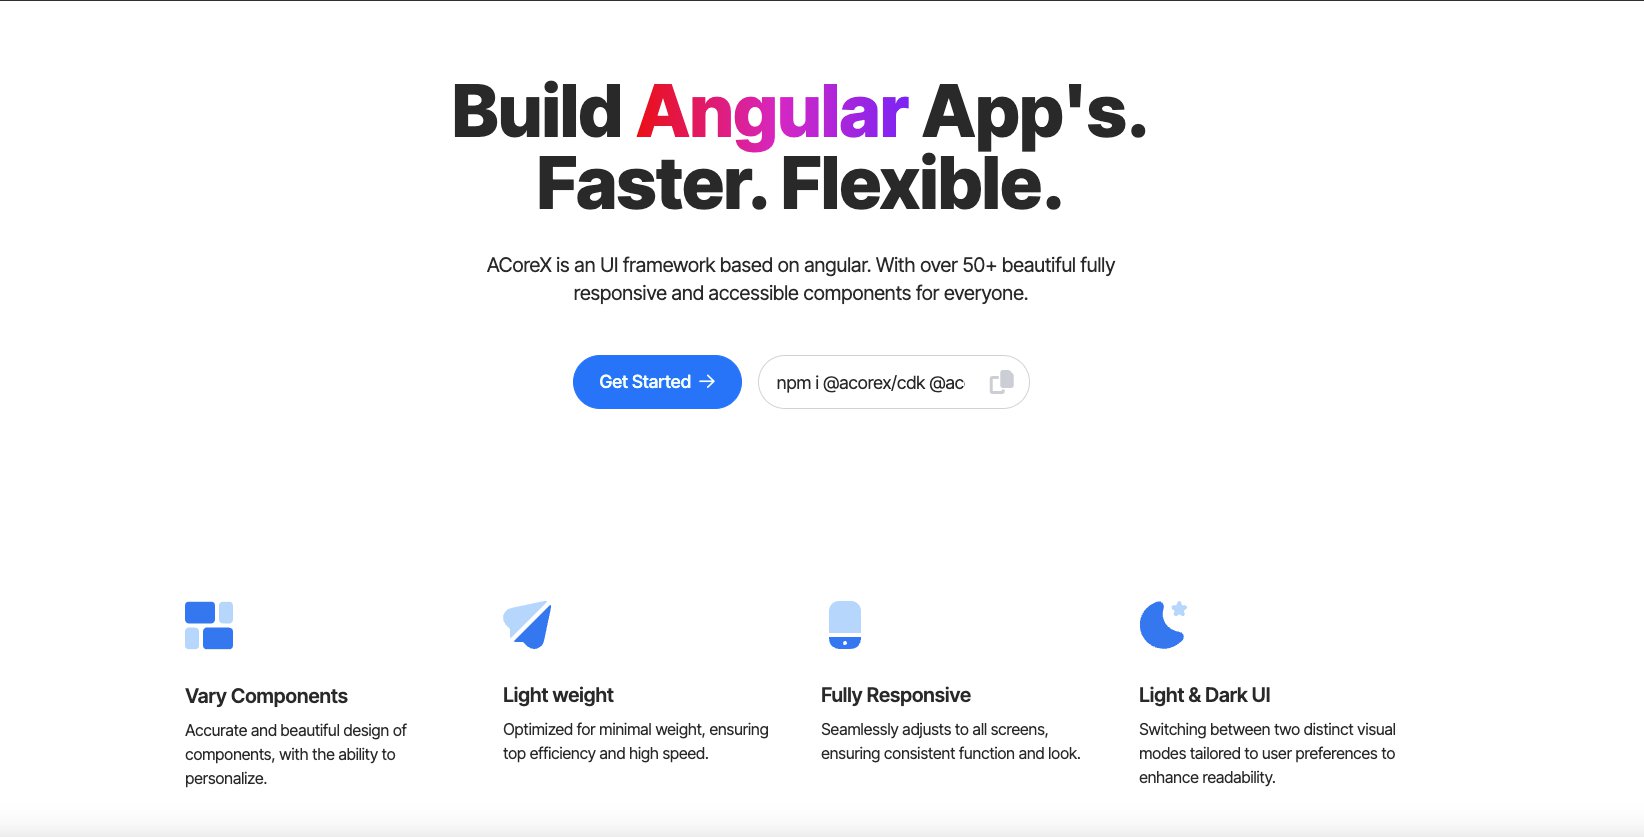 Build Angular App's.
Faster. Flexible.
ACoreX is an UI framework based on angular. With over 50+ beautiful fully
responsive and accessible components for everyone.
Get Started
npm i @acorex/cdk @ac
Vary Components
Accurate and beautiful design of
components, with the ability to
personalize.
Light weight
Optimized for minimal weight, ensuring
top efficiency and high speed.
Fully Responsive
Seamlessly adjusts to all screens,
ensuring consistent function and look.
Light & Dark UI
Switching between two distinct visual
modes tailored to user preferences to
enhance readability.